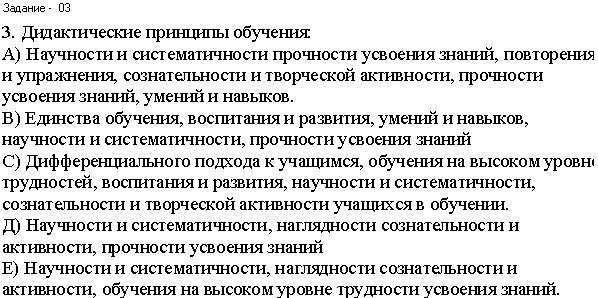 Задание - 03
3. Дидактические принципы обучения:
А) Научности и систематичности прочности усвоения знаний, повторения
и упражнения, сознательности и творческой активности, прочности
усвоения знаний, умений и навыков.
В) Единства обучения, воспитания и развития, умений и навыков,
научности и систематичности, прочности усвоения знаний
С) Дифференциального подхода к учащимся, обучения на высоком уровне
трудностей, воспитания и развития, научности и систематичности,
сознательности и творческой активности учащихся в обучении.
Д) Научности и систематичности, наглядности сознательности и
активности, прочности усвоения знаний
Е) Научности и систематичности, наглядности сознательности и
активности, обучения на высоком уровне трудности усвоения знаний.